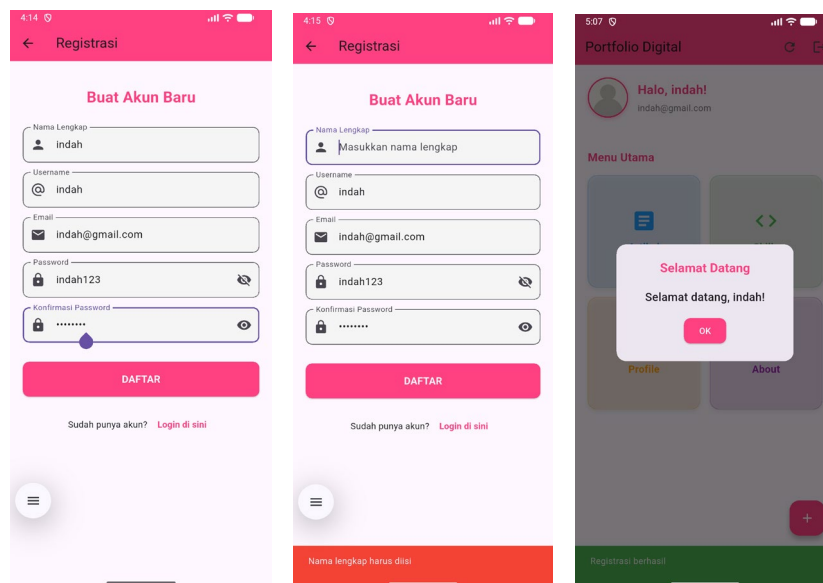 4:14
Registrasi
Buat Akun Baru
Nama Lengkap
indah
Username
indah
Email
indah@gmail.com
Password
indah123
Konfirmasi Password
••••••••
DAFTAR
Sudah punya akun? Login di sini
4:15
Registrasi
Buat Akun Baru
Nama Lengkap
Masukkan nama lengkap
Username
indah
Email
indah@gmail.com
Password
indah123
Konfirmasi Password
••••••••
DAFTAR
Sudah punya akun? Login di sini
Nama lengkap harus diisi
5:07
Portfolio Digital
Halo, indah!
indah@gmail.com
Menu Utama
Selamat Datang
Selamat datang, indah!
OK
Profile
About
Registrasi berhasil